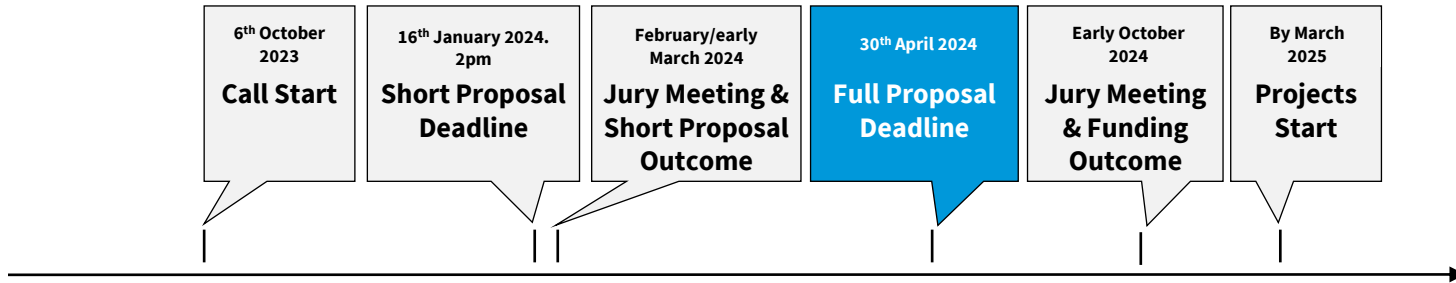 6th October
2023
Call Start
16th January 2024.
2pm
Short Proposal
Deadline
February/early
March 2024
Jury Meeting &
Short Proposal
Outcome
30th April 2024
Full Proposal
Deadline
Early October
2024
Jury Meeting
& Funding
Outcome
By March
2025
Projects
Start